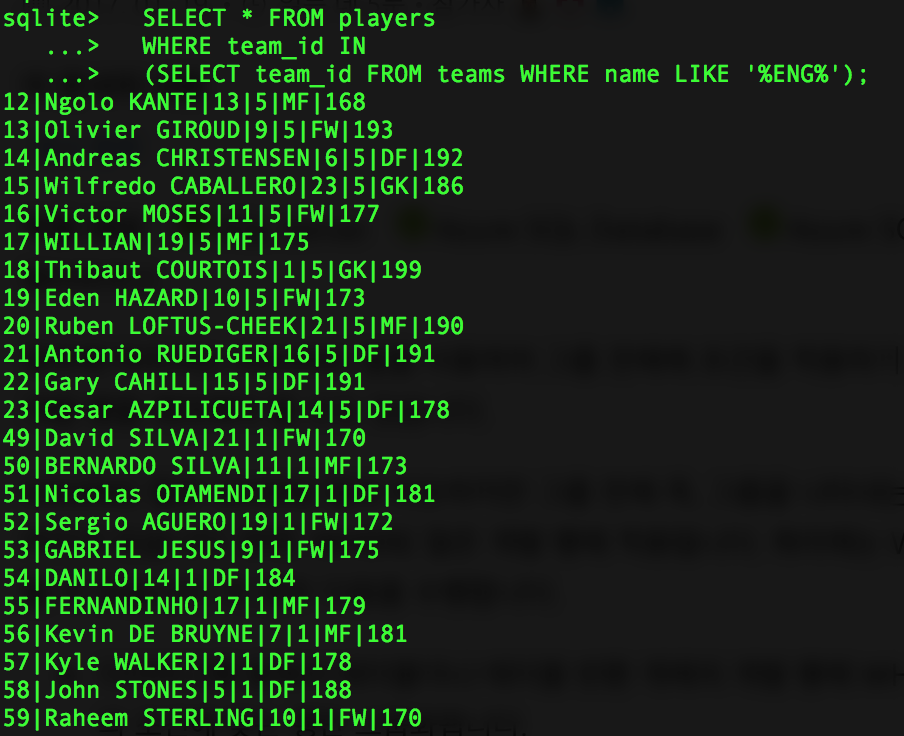 sqlite>   SELECT * FROM players
   ...>   WHERE team_id IN
   ...>   (SELECT team_id FROM teams WHERE name LIKE '%ENG%');
12|Ngolo KANTE|13|5|MF|168
13|Olivier GIROUD|9|5|FW|193
14|Andreas CHRISTENSEN|6|5|DF|192
15|Wilfredo CABALLERO|23|5|GK|186
16|Victor MOSES|11|5|FW|177
17|WILLIAN|19|5|MF|175
18|Thibaut COURTOIS|1|5|GK|199
19|Eden HAZARD|10|5|FW|173
20|Ruben LOFTUS-CHEEK|21|5|MF|190
21|Antonio RUEDIGER|16|5|DF|191
22|Gary CAHILL|15|5|DF|191
23|Cesar AZPILICUETA|14|5|DF|178
49|David SILVA|21|1|FW|170
50|BERNARDO SILVA|11|1|MF|173
51|Nicolas OTAMENDI|17|1|DF|181
52|Sergio AGUERO|19|1|FW|172
53|GABRIEL JESUS|9|1|FW|175
54|DANILO|14|1|DF|184
55|FERNANDINHO|17|1|MF|179
56|Kevin DE BRUYNE|7|1|MF|181
57|Kyle WALKER|2|1|DF|178
58|John STONES|5|1|DF|188
59|Raheem STERLING|10|1|FW|170